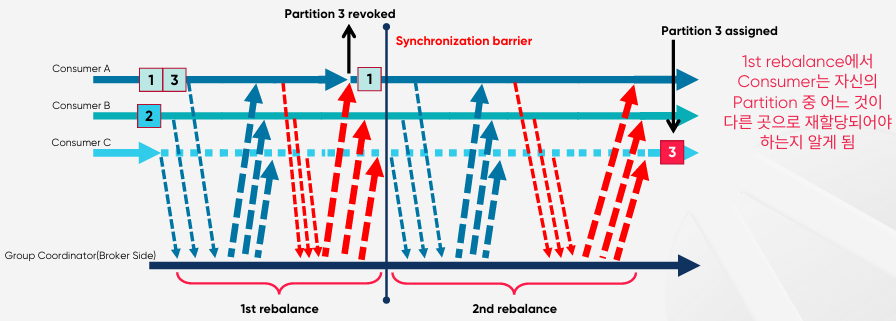 Partition 3 revoked
Partition 3 assigned
Synchronization barrier
Consumer A
1 3
1
Consumer B
2
Consumer C
3
1st rebalance에서
Consumer는 자신의
Partition 중 어느 것이
다른 곳으로 재할당되어야
하는지 알게 됨
Group Coordinator(Broker Side)
1st rebalance
2nd rebalance